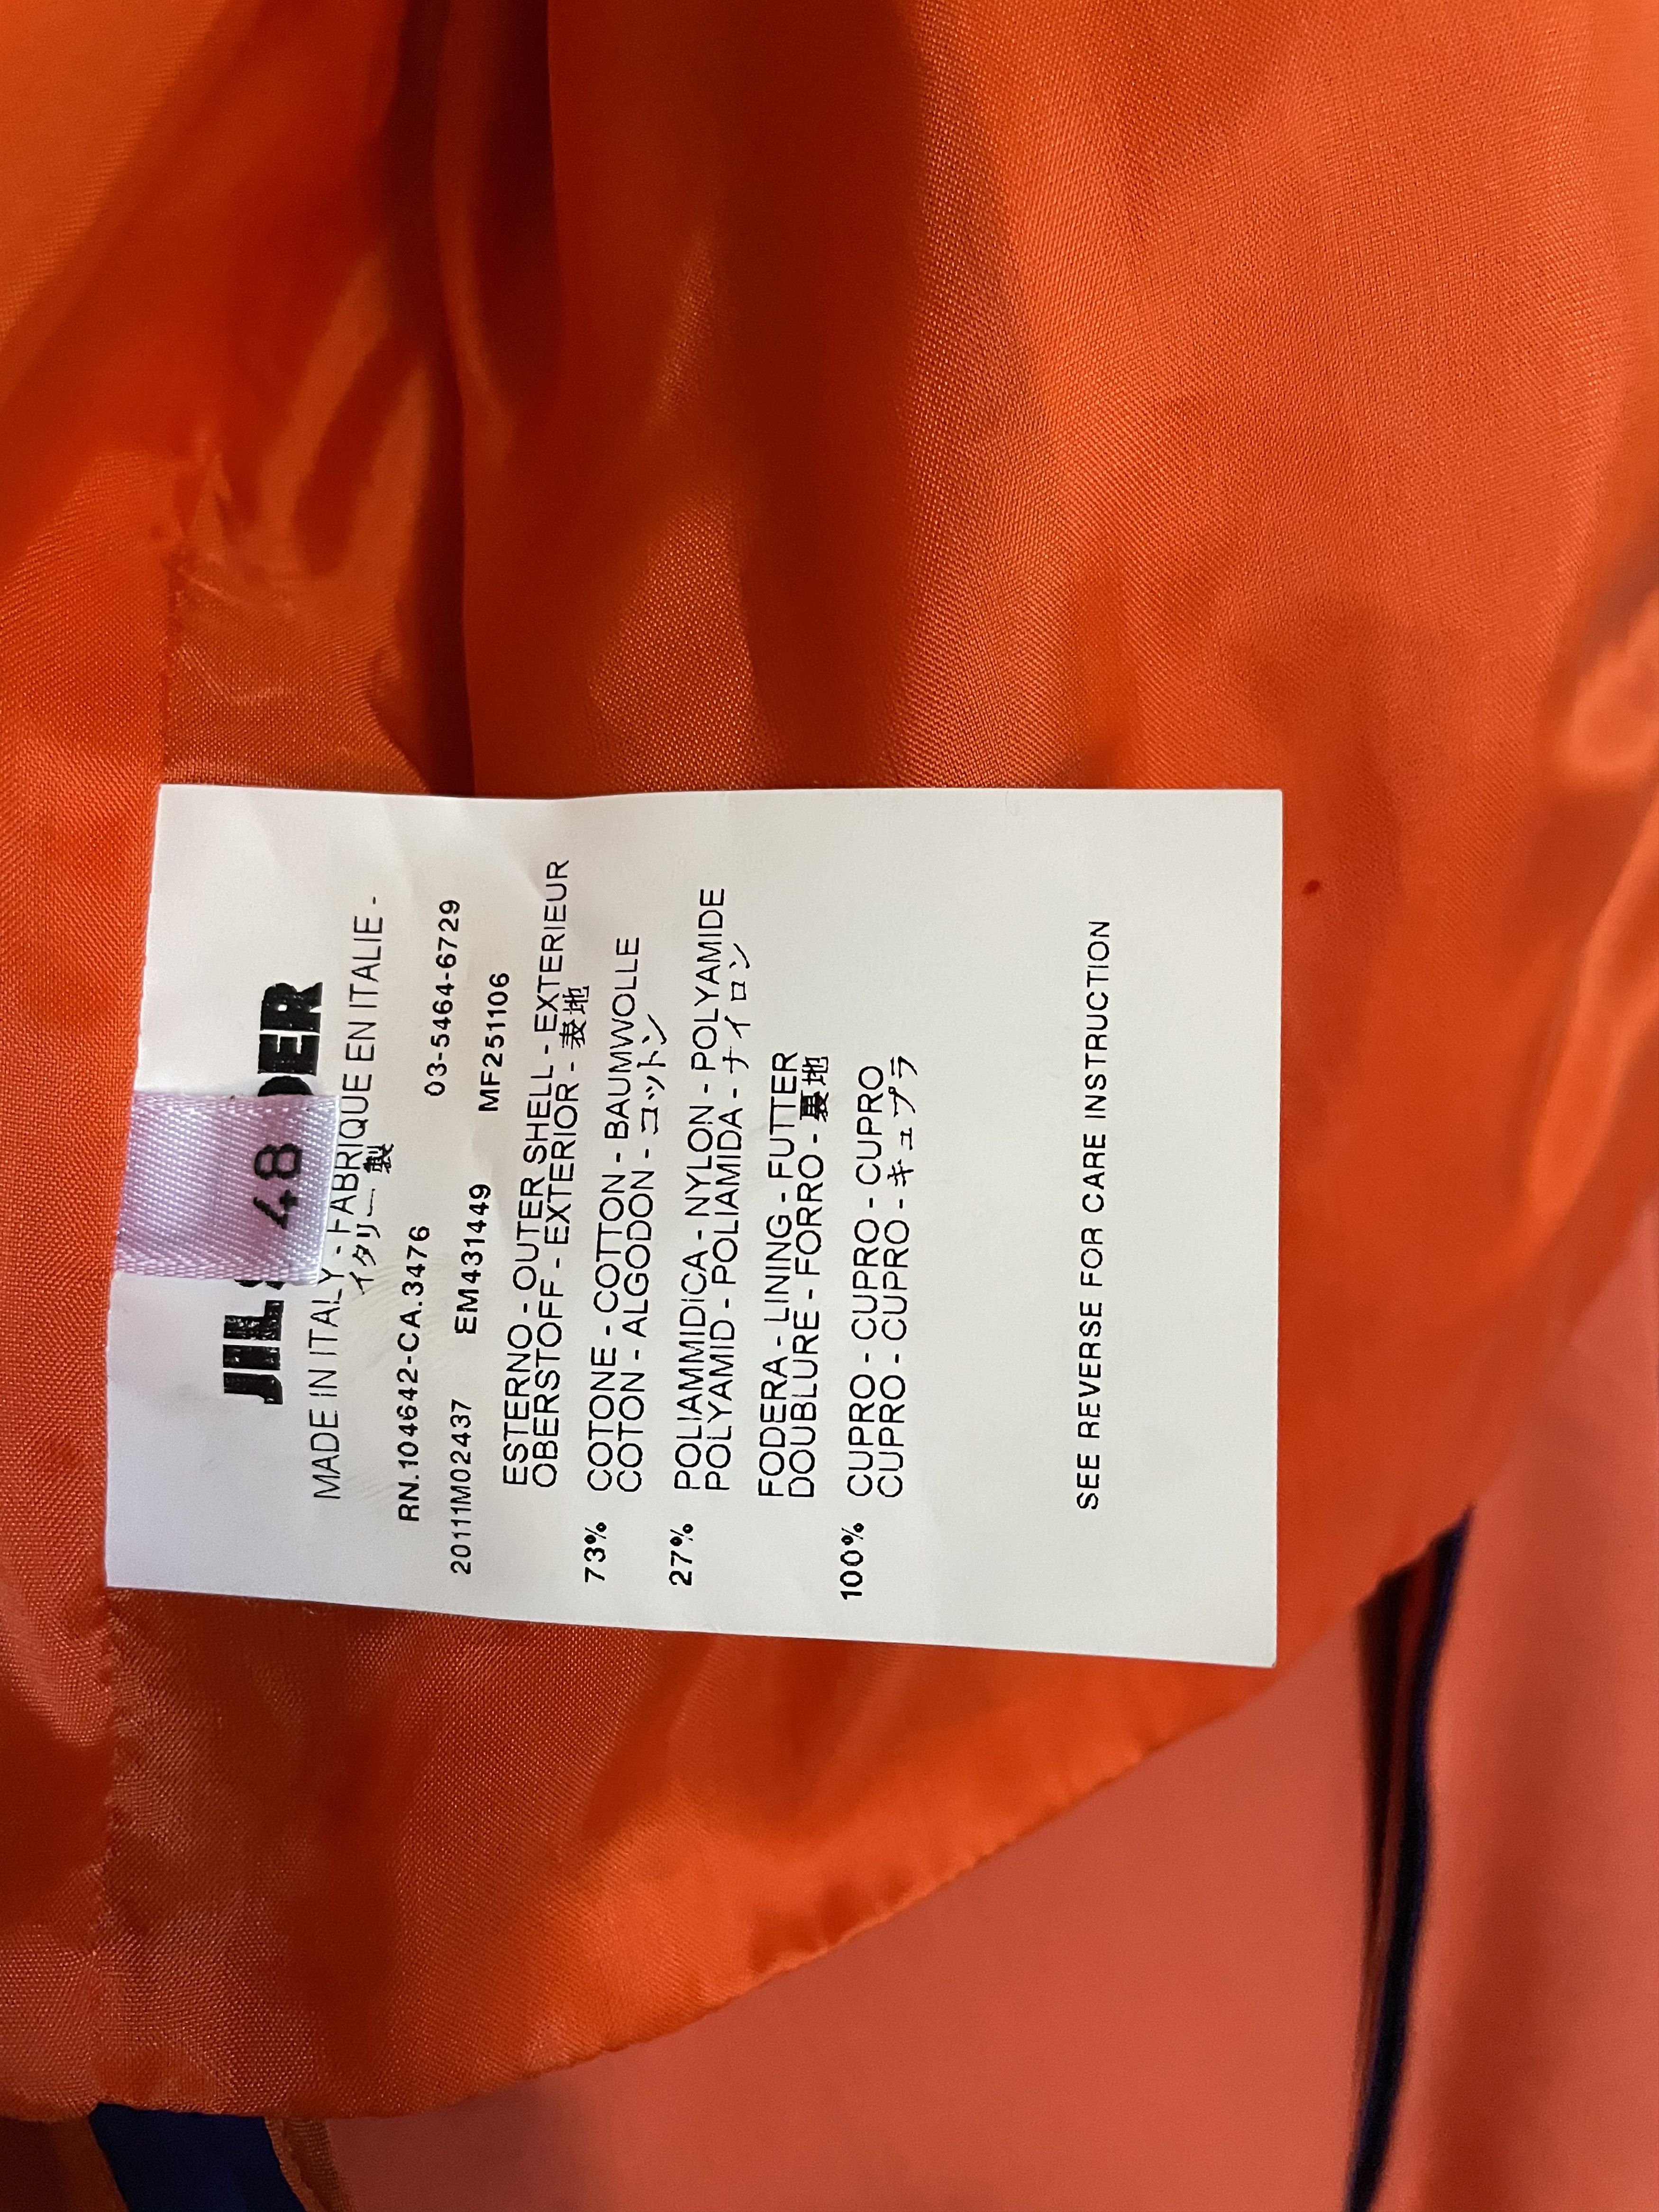 JIL S DER
48
MADE IN ITALY - FABRIQUE EN ITALIE -
イタリー製
RN.10642-CA.3476 03-5464-6729
20111M02437 EM431449 MF251106
ESTERNO - OUTER SHELL - EXTERIEUR
OBERSTOFF - EXTERIOR - 表地
73% COTONE - COTTON - BAUMWOLLE
COTON - ALGODON - コットン
27% POLIAMMIDICA - NYLON - POLYAMIDE
POLYAMID - POLIAMIDA - ナイロン
FODERA - LINING - FUTTER
DOUBLURE - FORRO - 裏地
100% CUPRO - CUPRO - CUPRO
CUPRO - CUPRO - キュプラ
SEE REVERSE FOR CARE INSTRUCTION